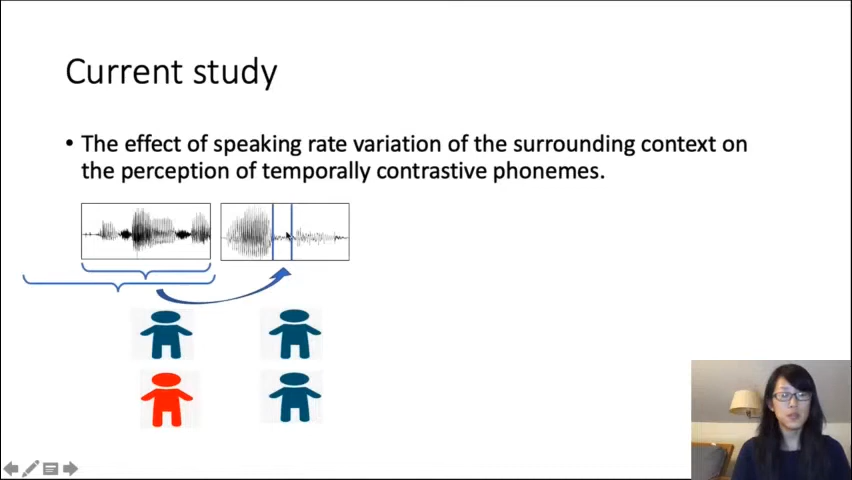 Current study
• The effect of speaking rate variation of the surrounding context on
the perception of temporally contrastive phonemes.